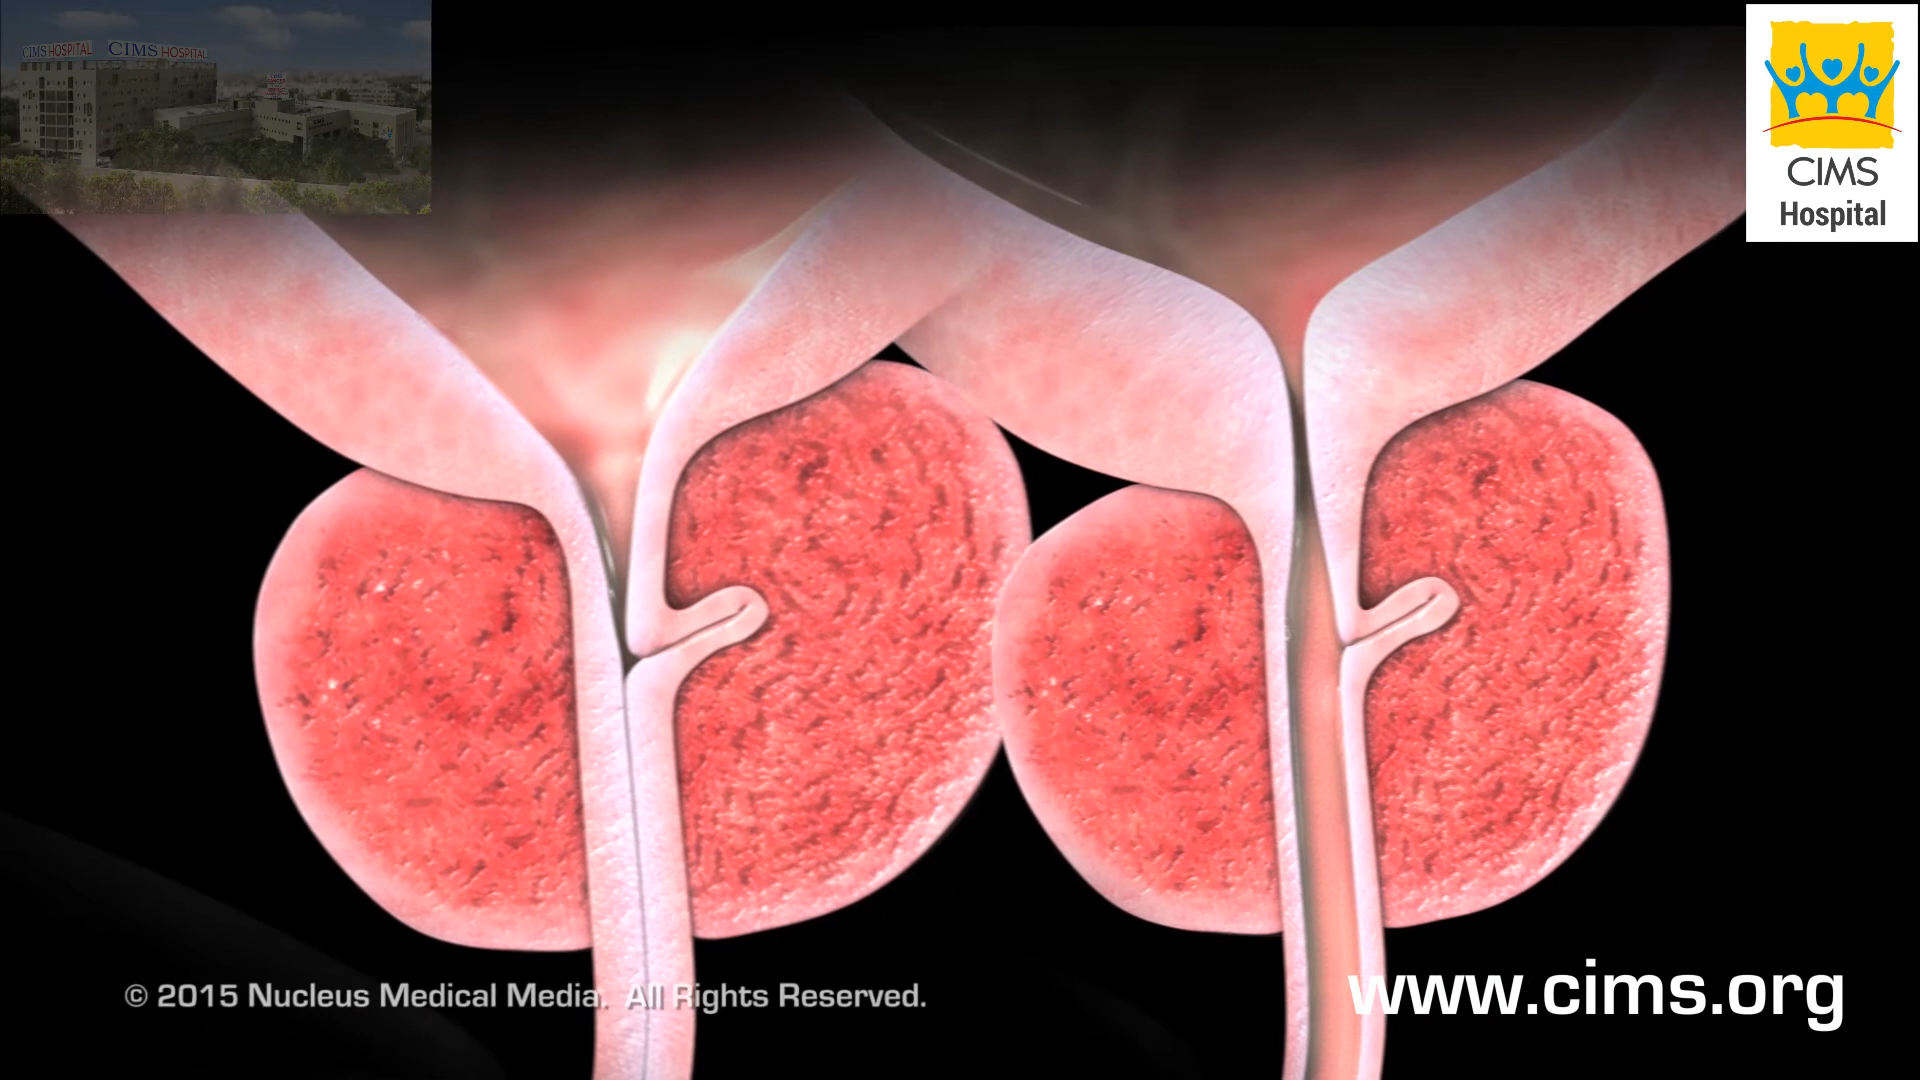 CIMS HOSPITAL CIMS HOSPITAL
CIMS
Hospital
© 2015 Nucleus Medical Media. All Rights Reserved.
www.cims.org